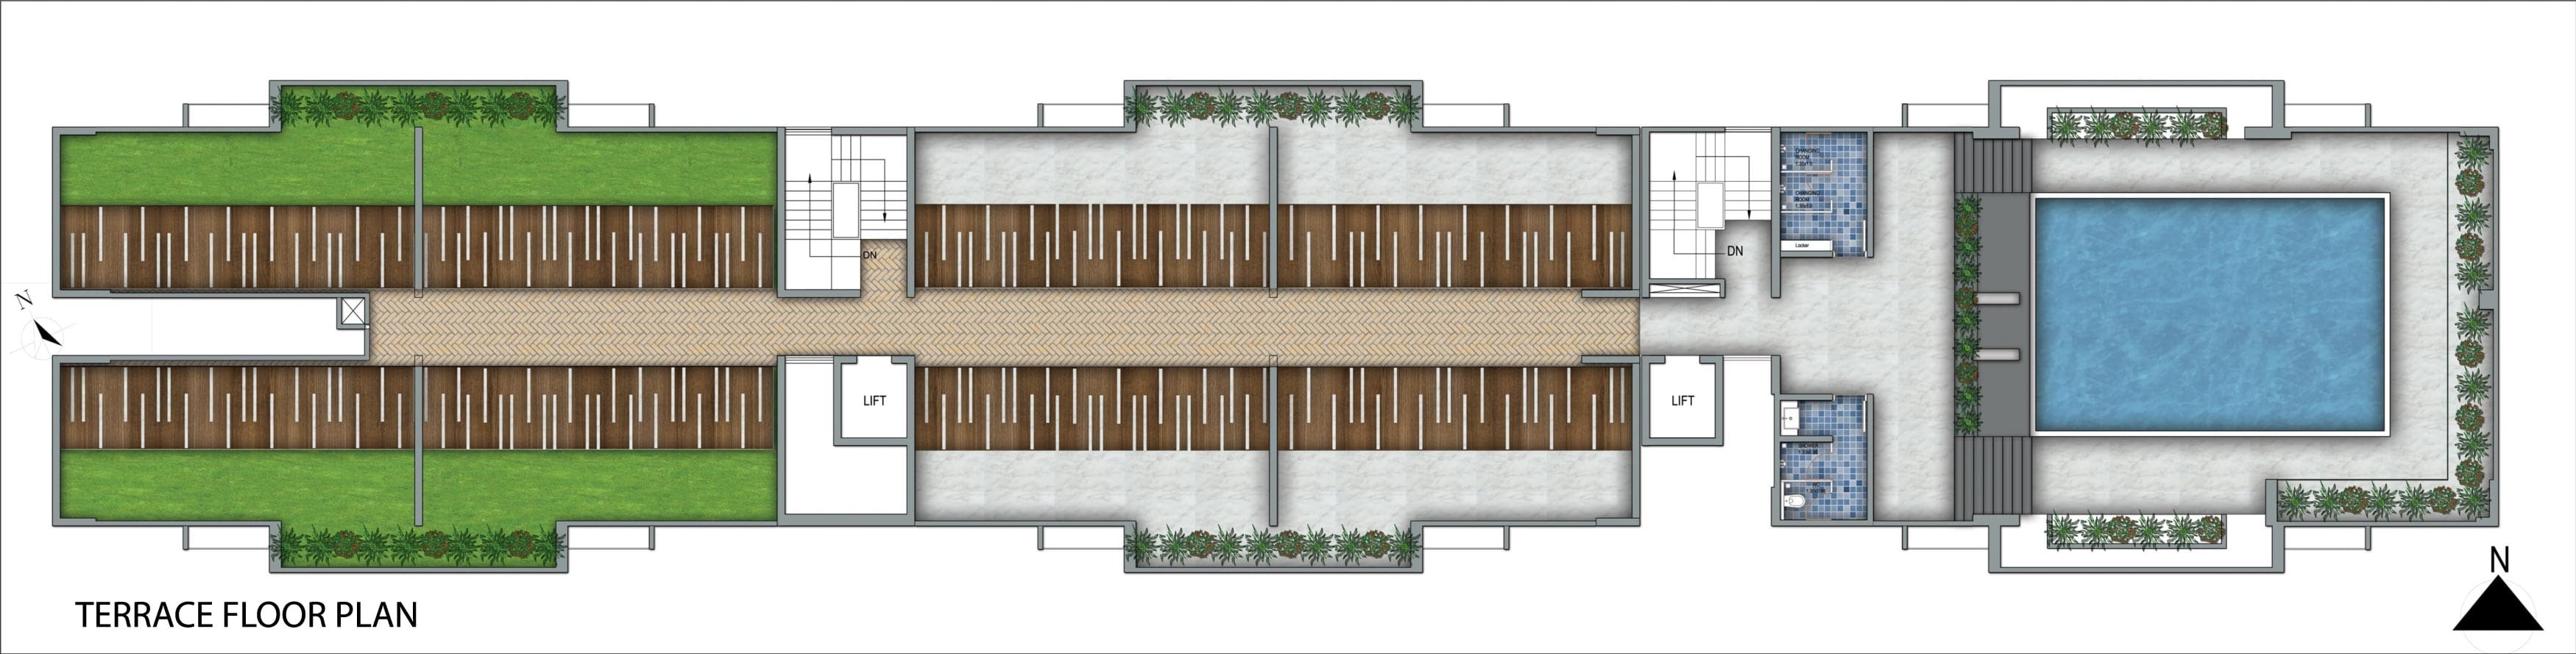 CHANGING
ROOM
CHANGING
ROOM
N
DN
DN
Locker
LIFT
LIFT
SHOWER
N
TERRACE FLOOR PLAN